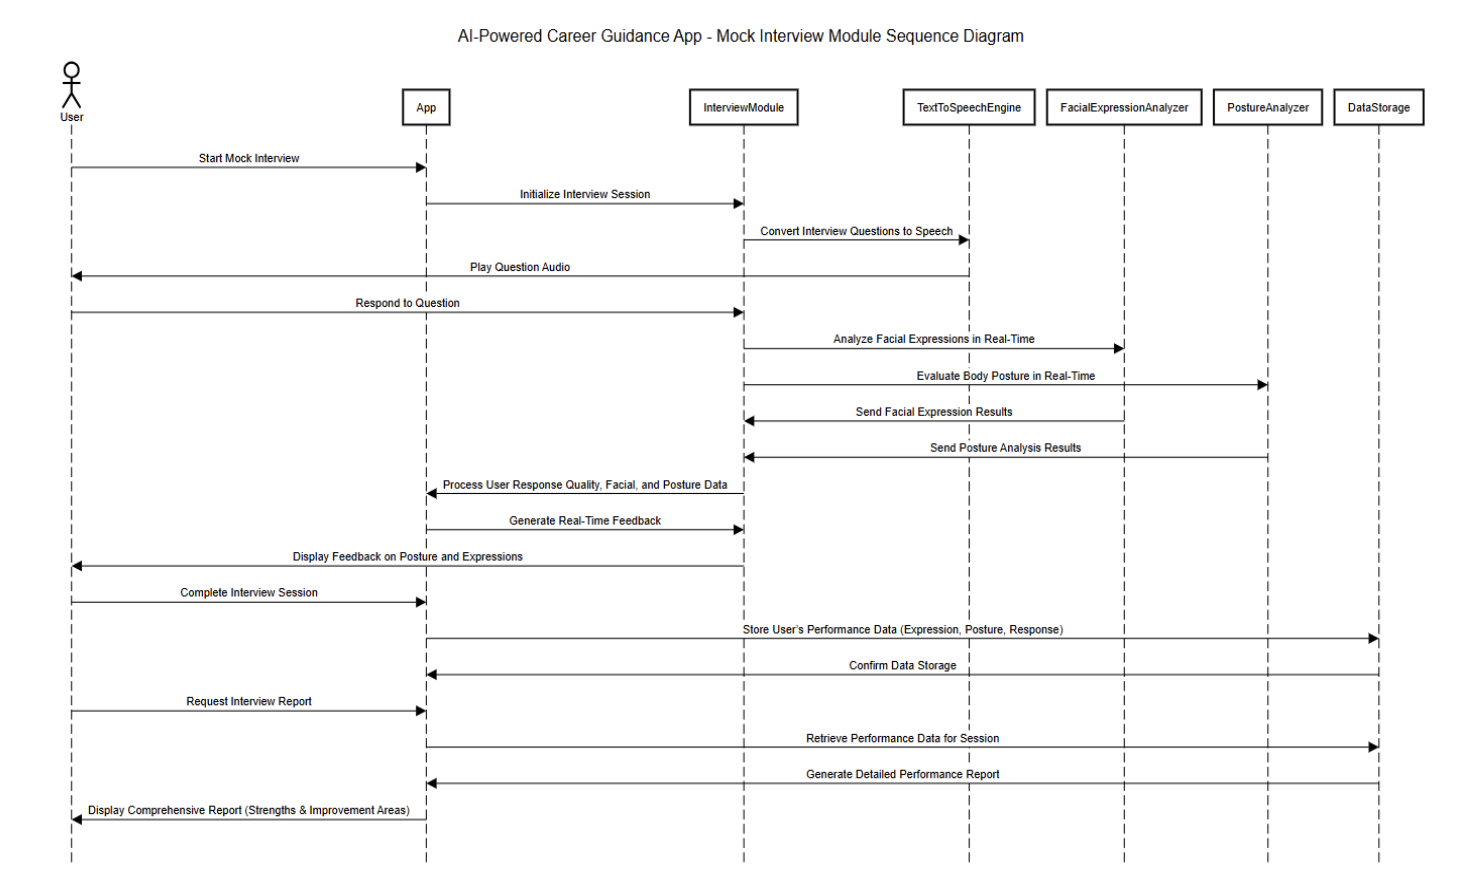 AI-Powered Career Guidance App - Mock Interview Module Sequence Diagram
User
App
InterviewModule
TextToSpeechEngine
FacialExpressionAnalyzer
PostureAnalyzer
DataStorage
Start Mock Interview
Initialize Interview Session
Convert Interview Questions to Speech
Play Question Audio
Respond to Question
Analyze Facial Expressions in Real-Time
Evaluate Body Posture in Real-Time
Send Facial Expression Results
Send Posture Analysis Results
Process User Response Quality, Facial, and Posture Data
Generate Real-Time Feedback
Display Feedback on Posture and Expressions
Complete Interview Session
Store User's Performance Data (Expression, Posture, Response)
Confirm Data Storage
Request Interview Report
Retrieve Performance Data for Session
Generate Detailed Performance Report
Display Comprehensive Report (Strengths & Improvement Areas)